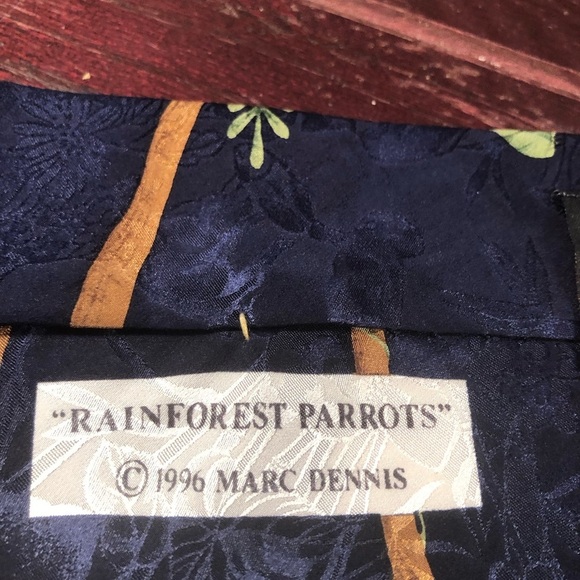 "RAINFOREST PARROTS"
© 1996 MARC DENNIS